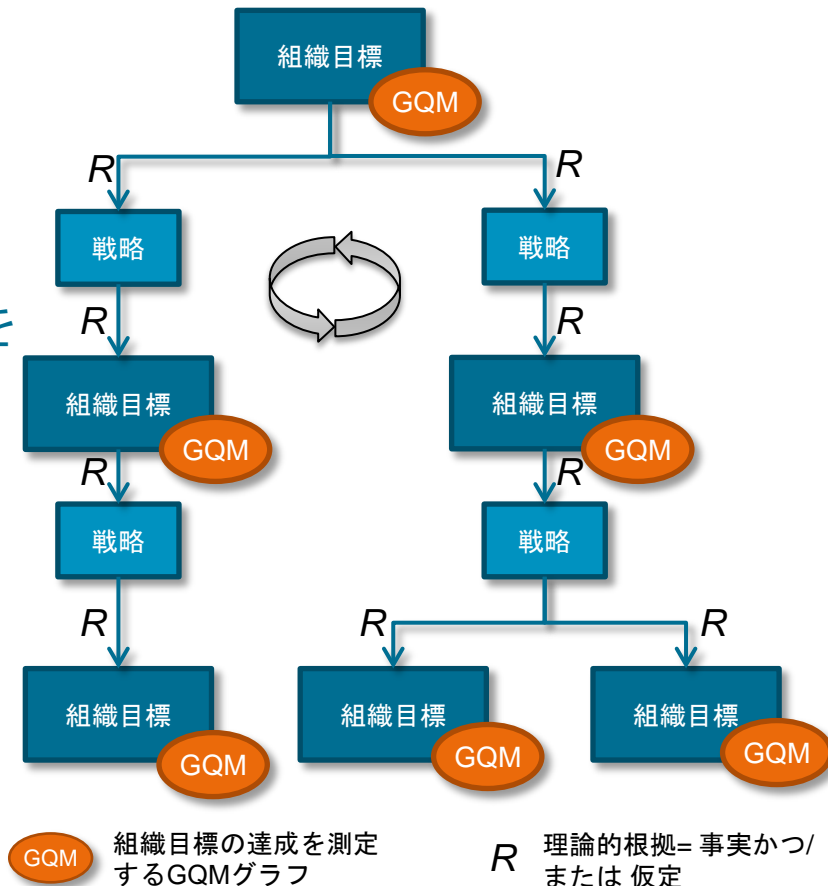 組織目標
GQM
R
R
戦略
戦略
R
R
を
組織目標
GQM
組織目標
GQM
R
R
戦略
戦略
R
R
R
組織目標
GQM
組織目標
GQM
組織目標
GQM
GQM
組織目標の達成を測定
するGQMグラフ
R
理論的根拠= 事実かつ/
または 仮定